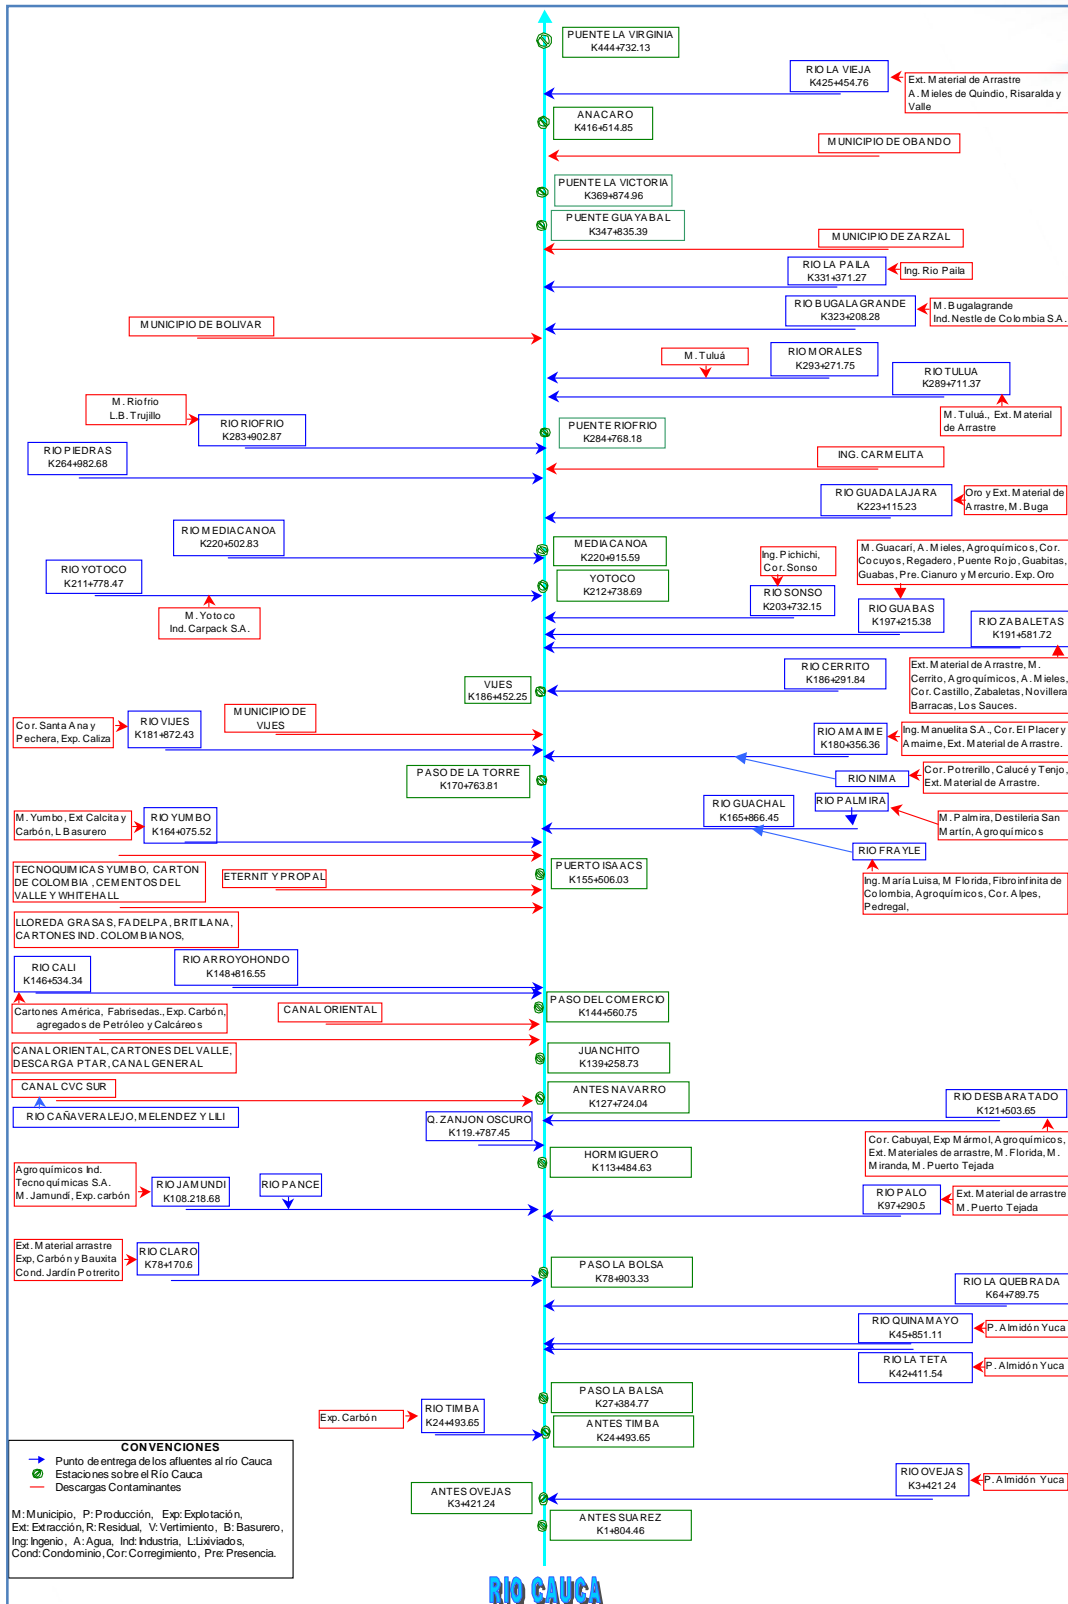 PUENTE LA VIRGINIA
K444+732.13
RIO LA VIEJA
K425+454.76
Ext. Material de Arrastre
A. Mieles de Quindio, Risaralda y
Valle
ANACARO
K416+514.85
MUNICIPIO DE OBANDO
PUENTE LA VICTORIA
K369+874.96
PUENTE GUAYABAL
K347+835.39
MUNICIPIO DE ZARZAL
RIO LA PAILA
K331+371.27
Ing. Rio Paila
RIO BUGALAGRANDE
K323+208.28
M. Bugalagrande
Ind. Nestle de Colombia S.A.
MUNICIPIO DE BOLIVAR
M. Tuluá
RIO MORALES
K293+271.75
RIO TULUA
K289+711.37
M. Tuluá., Ext. Material
de Arrastre
M. Riofrio
L.B. Trujillo
RIO RIOFRIO
K283+902.87
PUENTE RIOFRIO
K284+768.18
RIO PIEDRAS
K264+982.68
ING. CARMELITA
RIO GUADALAJARA
K223+115.23
Oro y Ext. Material de
Arrastre, M. Buga
RIO MEDIACANOA
K220+502.83
MEDIACANOA
K220+915.59
RIO YOTOCO
K211+778.47
YOTOCO
K212+738.69
M. Yotoco
Ind. Carpack S.A.
Ing. Pichichi,
Cor. Sonso
RIO SONSO
K203+732.15
M. Guacarí, A. Mieles, Agroquímicos, Cor.
Cocuyos, Regadero, Puente Rojo, Guabitas,
Guabas, Pre. Cianuro y Mercurio. Exp. Oro
RIO GUABAS
K197+215.38
RIO ZABALETAS
K191+581.72
Ext. Material de Arrastre, M.
Cerrito, Agroquímicos, A. Mieles,
Cor. Castillo, Zabaletas, Novillera
Barracas, Los Sauces.
RIO CERRITO
K186+291.84
VIJES
K186+452.25
MUNICIPIO DE
VIJES
Cor. Santa Ana y
Pechera, Exp. Caliza
RIO VIJES
K181+872.43
RIO AMAIME
K180+356.36
Ing. Manuelita S.A., Cor. El Placer y
Amaime, Ext. Material de Arrastre.
PASO DE LA TORRE
K170+763.81
RIO NIMA
Cor. Potrerillo, Calucé y Tenjo,
Ext. Material de Arrastre.
RIO GUACHAL
K165+866.45
RIO PALMIRA
M. Palmira, Destileria San
Martín, Agroquímicos
M. Yumbo, Ext Calcita y
Carbón, L Basurero
RIO YUMBO
K164+075.52
RIO FRAYLE
Ing. María Luisa, M Florida, Fibroinfinita de
Colombia, Agroquímicos, Cor. Alpes,
Pedregal,
TECNOQUIMICAS YUMBO, CARTON
DE COLOMBIA , CEMENTOS DEL
VALLE Y WHITEHALL
ETERNIT Y PROPAL
PUERTO ISAACS
K155+506.03
LLOREDA GRASAS, FADELPA, BRITILANA,
CARTONES IND. COLOMBIANOS,
RIO CALI
K146+534.34
RIO ARROYOHONDO
K148+816.55
Cartones América, Fabrisedas., Exp. Carbón,
agregados de Petróleo y Calcáreos
CANAL ORIENTAL
PASO DEL COMERCIO
K144+560.75
CANAL ORIENTAL, CARTONES DEL VALLE,
DESCARGA PTAR, CANAL GENERAL
JUANCHITO
K139+258.73
CANAL CVC SUR
RIO CAÑAVERALEJO, MELENDEZ Y LILI
ANTES NAVARRO
K127+724.04
RIO DESBARATADO
K121+503.65
Q. ZANJON OSCURO
K119.+787.45
Cor. Cabuyal, Exp Mármol, Agroquímicos,
Ext. Materiales de arrastre, M. Florida, M.
Miranda, M. Puerto Tejada
HORMIGUERO
K113+484.63
Agroquímicos Ind.
Tecnoquímicas S.A.
M. Jamundí, Exp. carbón
RIO JAMUNDI
K108.218.68
RIO PANCE
RIO PALO
K97+290.5
Ext. Material de arrastre
M. Puerto Tejada
Ext. Material arrastre
Exp, Carbón y Bauxita
Cond. Jardín Potrerito
RIO CLARO
K78+170.6
PASO LA BOLSA
K78+903.33
RIO LA QUEBRADA
K64+789.75
RIO QUINAMAYO
K45+851.11
P. Almidón Yuca
RIO LA TETA
K42+411.54
P. Almidón Yuca
PASO LA BALSA
K27+384.77
Exp. Carbón
RIO TIMBA
K24+493.65
ANTES TIMBA
K24+493.65
RIO OVEJAS
K3+421.24
P. Almidón Yuca
ANTES OVEJAS
K3+421.24
ANTES SUAREZ
K1+804.46
CONVENCIONES
Punto de entrega de los afluentes al río Cauca
Estaciones sobre el Río Cauca
Descargas Contaminantes
M: Municipio, P: Producción, Exp: Explotación,
Ext: Extracción, R: Residual, V: Vertimiento, B: Basurero,
Ing: Ingenio, A: Agua, Ind: Industria, L:Lixiviados,
Cond: Condominio, Cor: Corregimiento, Pre: Presencia.
RIO CAUCA